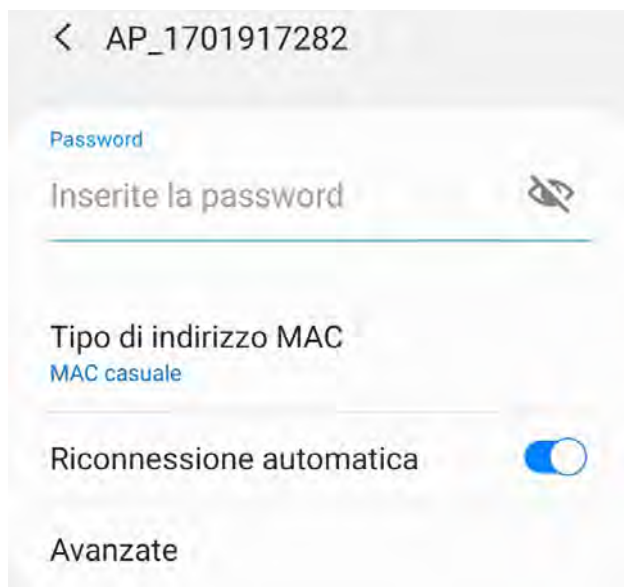 AP_1701917282
Password
Inserite la password
Tipo di indirizzo MAC
MAC casuale
Riconnessione automatica
Avanzate